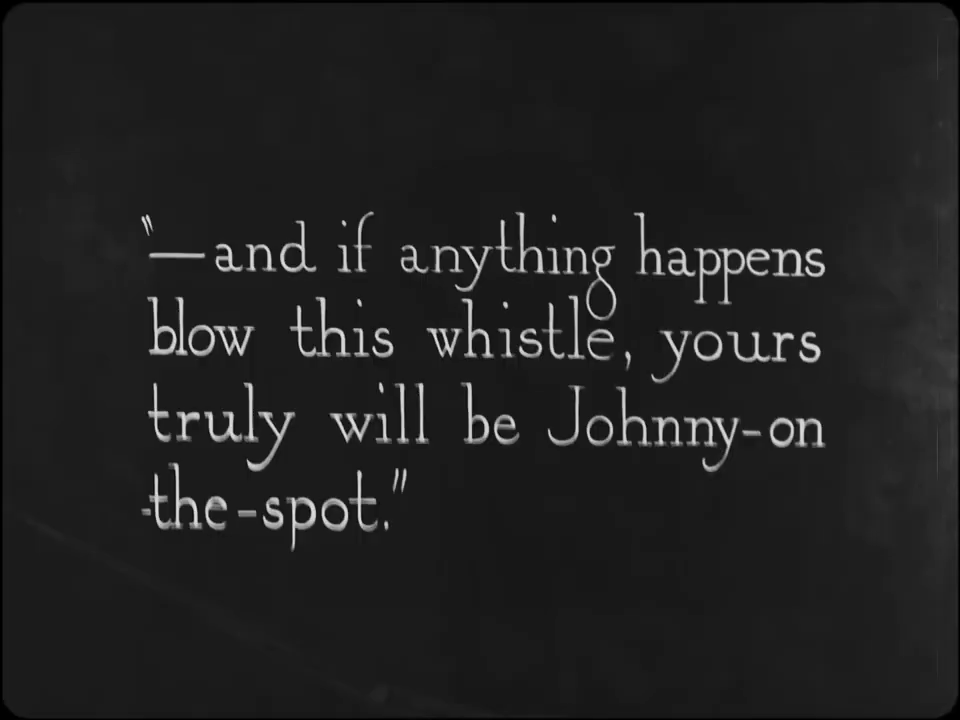 "—and if anything happens
blow this whistle, yours
truly will be Johnny-on
-the-spot."